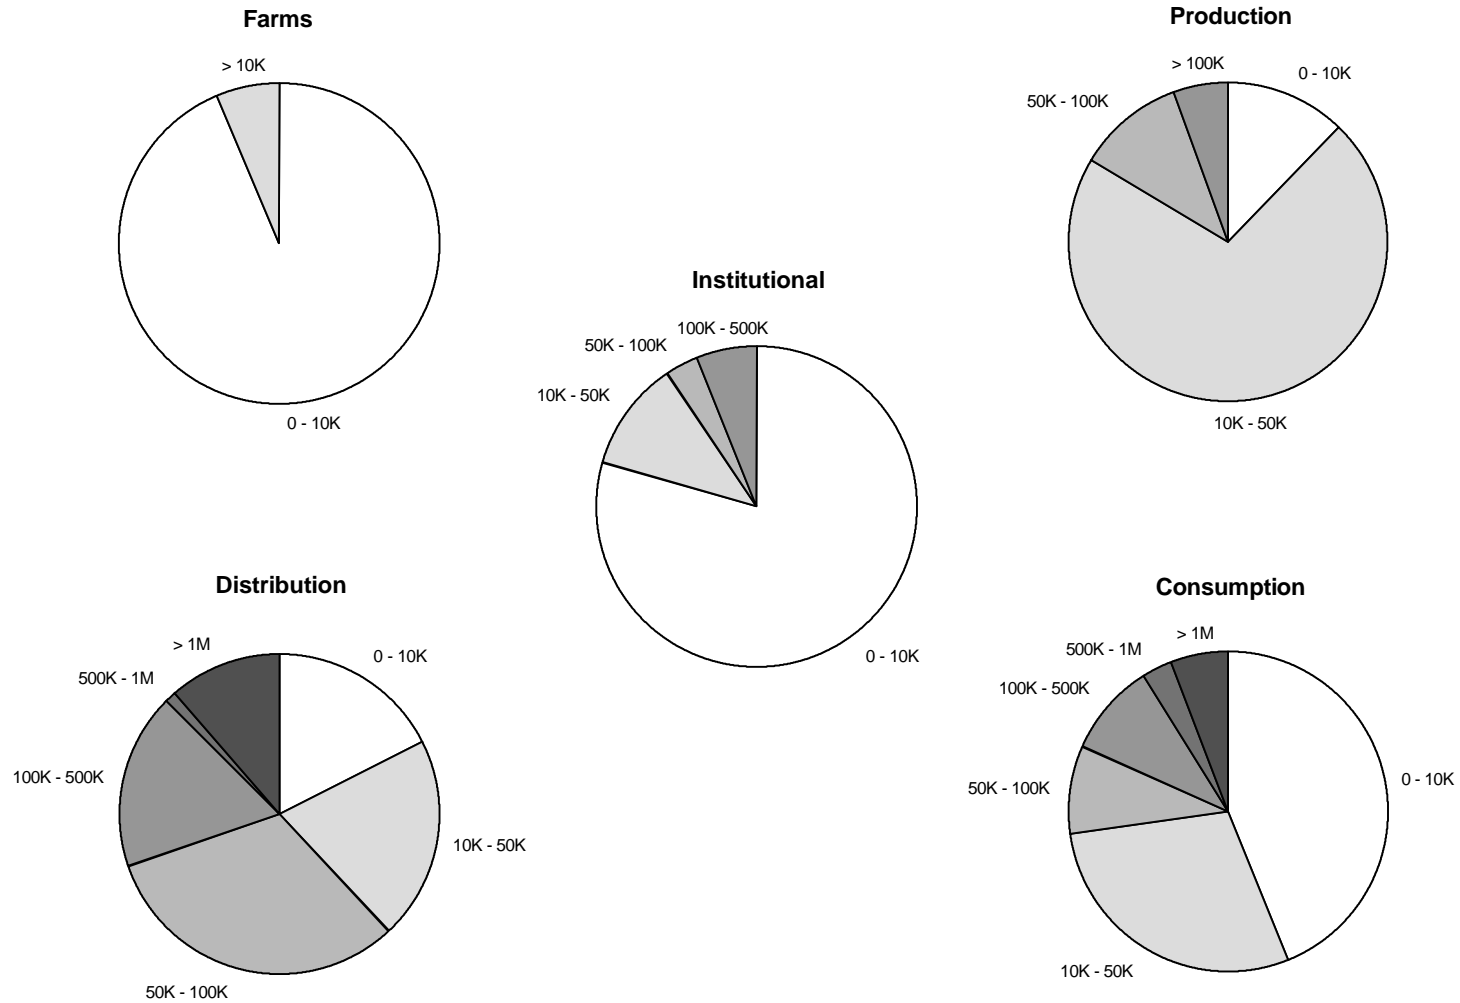 Farms
> 10K
0 - 10K
Production
> 100K
0 - 10K
50K - 100K
10K - 50K
Institutional
100K - 500K
50K - 100K
10K - 50K
0 - 10K
Distribution
> 1M
0 - 10K
500K - 1M
100K - 500K
10K - 50K
50K - 100K
Consumption
> 1M
500K - 1M
100K - 500K
0 - 10K
50K - 100K
10K - 50K